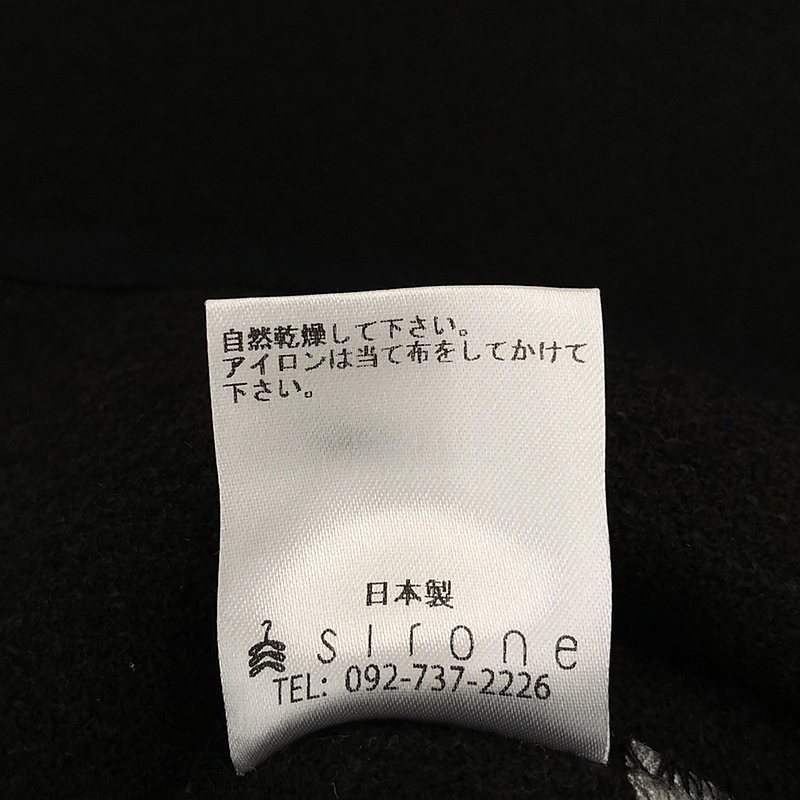 自然乾燥して下さい。
アイロンは当て布をしてかけて
下さい。
日本製
sirone
TEL: 092-737-2226